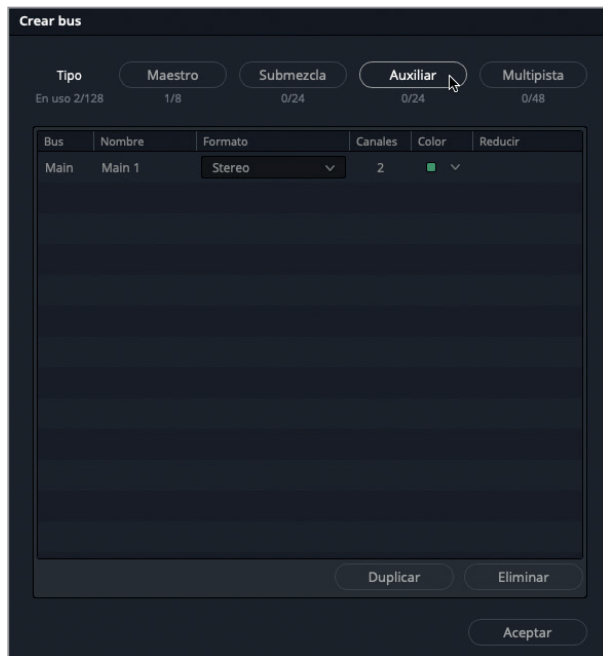 Crear bus
Tipo Maestro Submezcla Auxiliar Multipista
En uso 2/128 1/8 0/24 0/24 0/48
Bus Nombre Formato Canales Color Reducir
Main Main 1 Stereo 2
Duplicar Eliminar
Aceptar